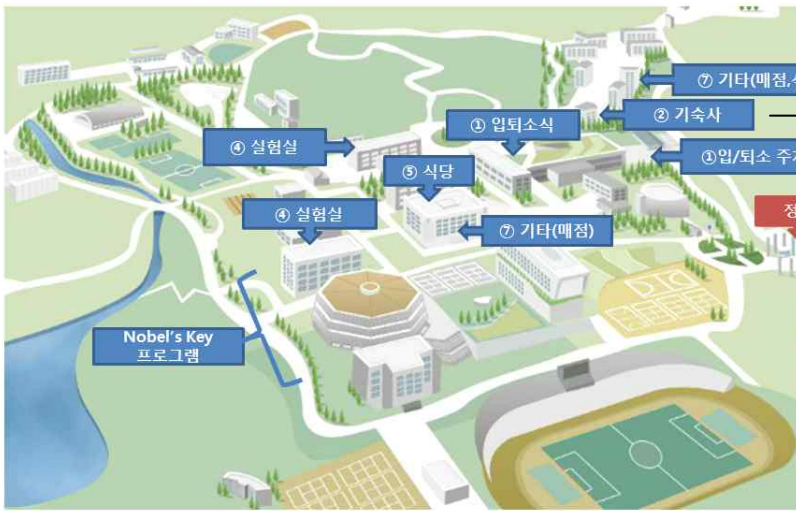 ⑦ 기타(매점,
② 기숙사
① 입퇴소식
④ 실험실
①입/퇴소
⑤ 식당
④ 실험실
⑦ 기타(매점)
Nobel's Key
프로그램